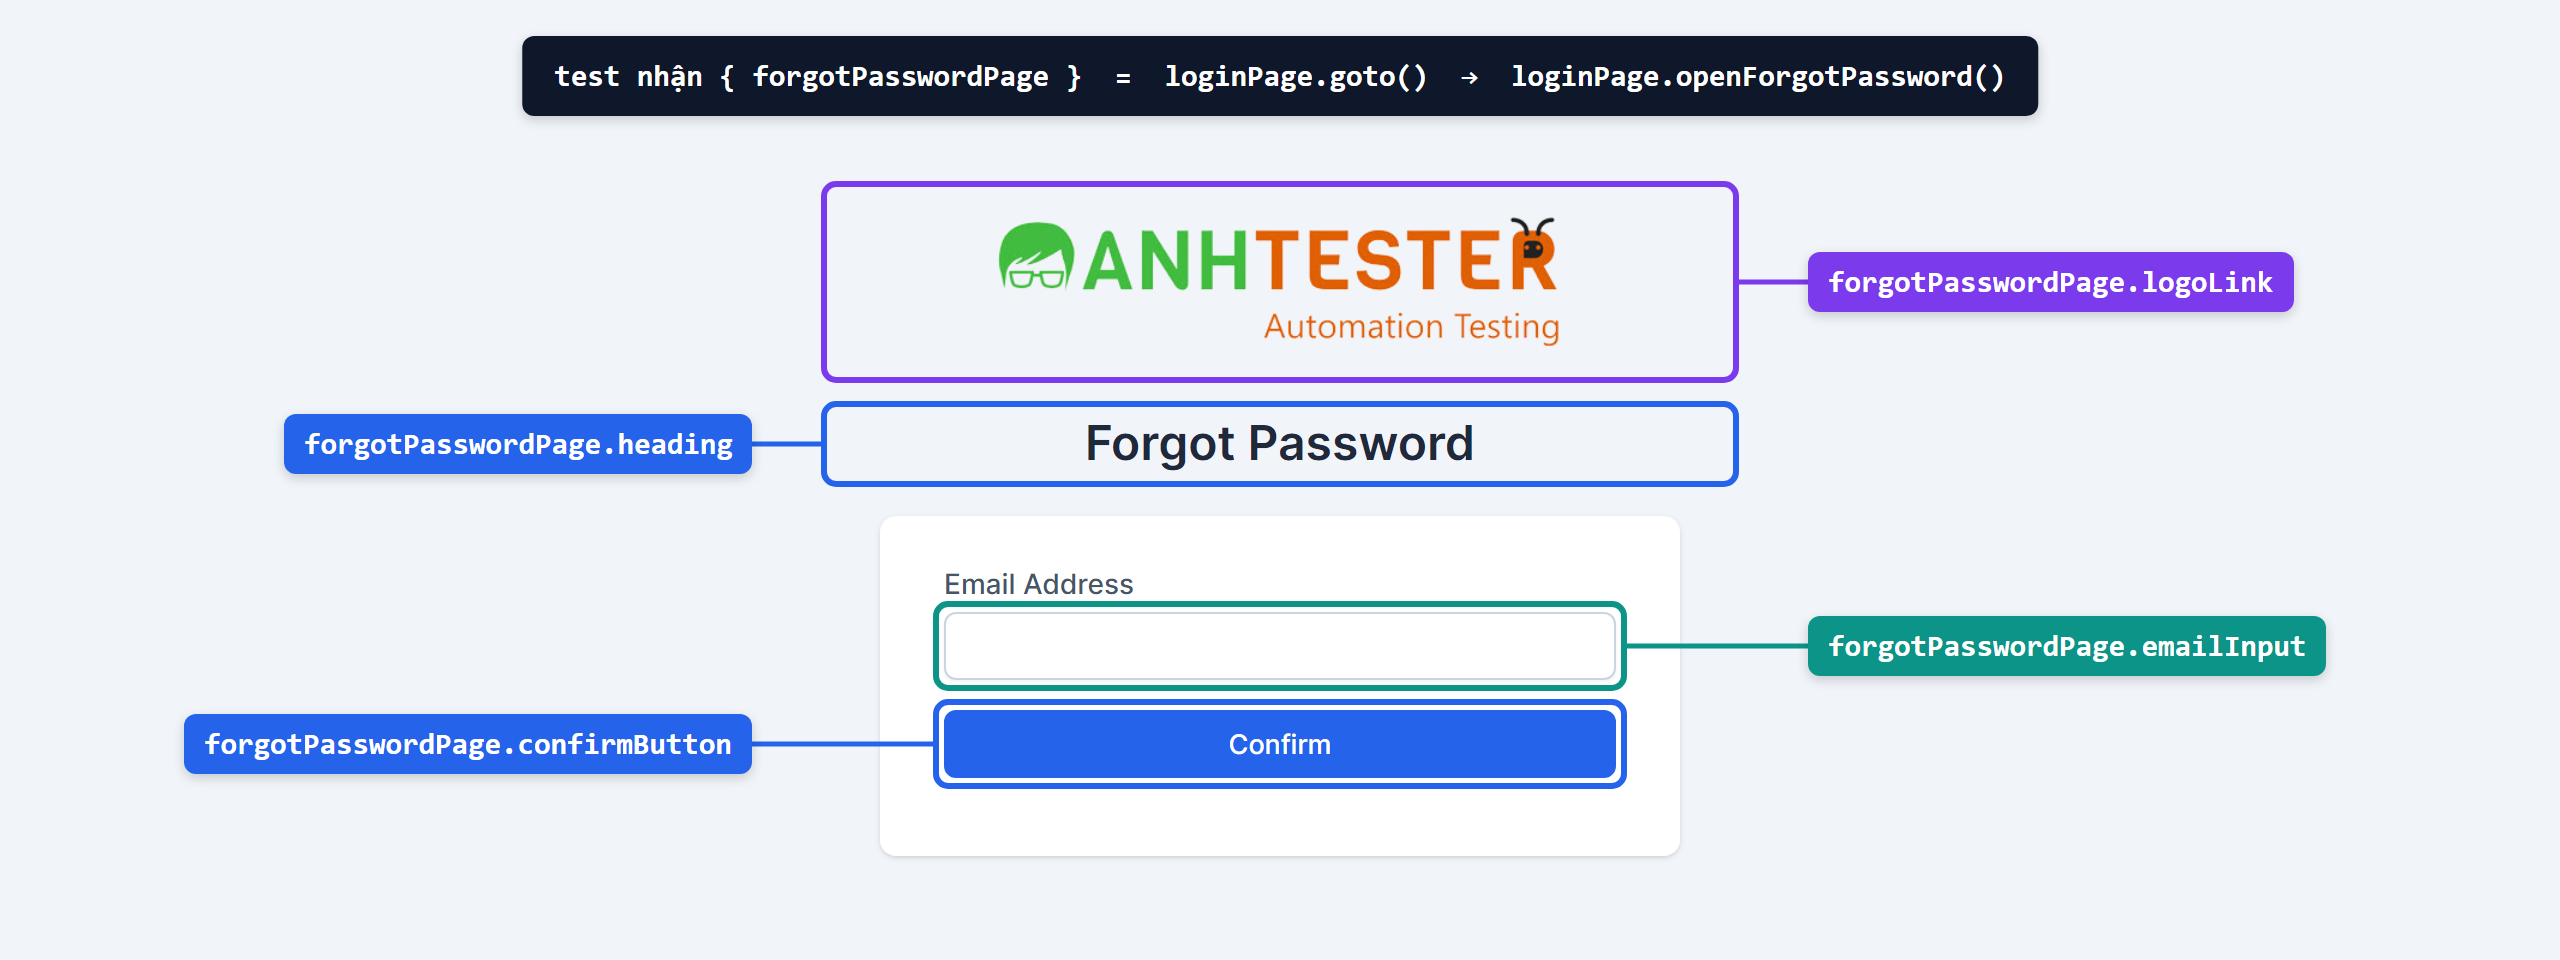 test nhận { forgotPasswordPage } = loginPage.goto() → loginPage.openForgotPassword()
ANHTESTER
Automation Testing
forgotPasswordPage.logoLink
forgotPasswordPage.heading
Forgot Password
Email Address
forgotPasswordPage.emailInput
forgotPasswordPage.confirmButton
Confirm